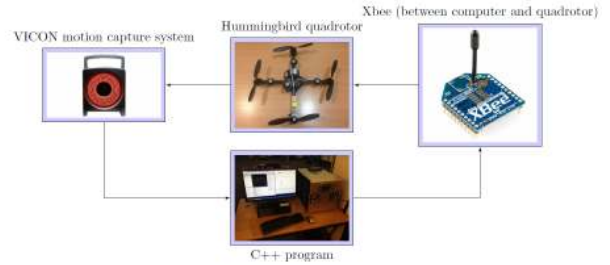 Xbee (between computer and quadrotor)
Hummingbird quadrotor
VICON motion capture system
XBee
C++ program